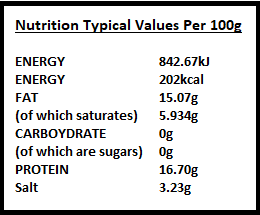 Nutrition Typical Values Per 100g
ENERGY 842.67kJ
ENERGY 202kcal
FAT 15.07g
(of which saturates) 5.934g
CARBOYDRATE 0g
(of which are sugars) 0g
PROTEIN 16.70g
Salt 3.23g